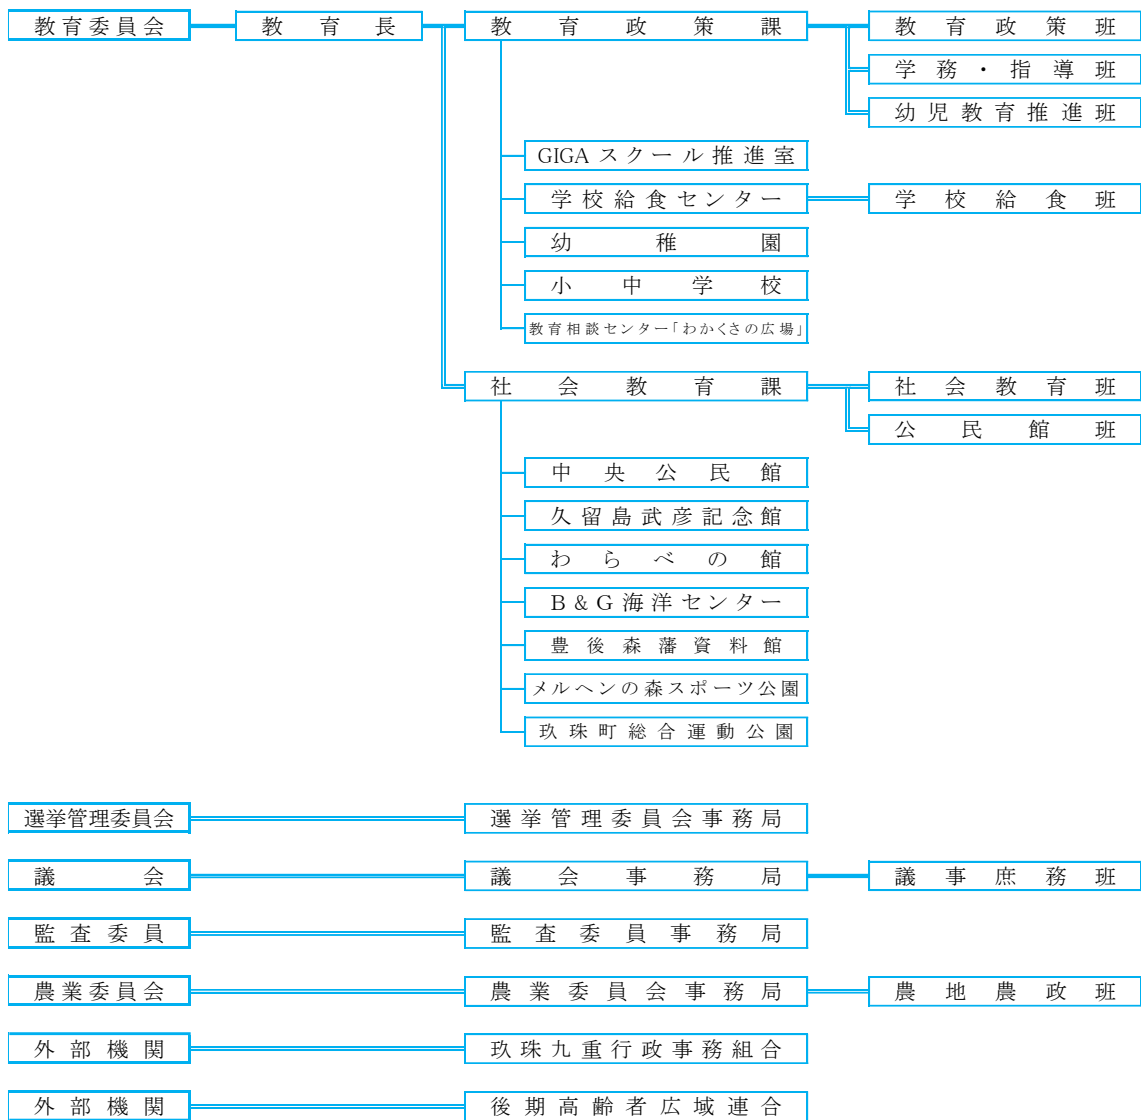 教育委員会 教育長 教育政策課 教育政策班
学務・指導班
幼児教育推進班
GIGAスクール推進室
学校給食センター 学校給食班
幼稚園
小中学校
教育相談センター「わかくさの広場」
社会教育課 社会教育班
公民館班
中央公民館
久留島武彦記念館
わらべの館
B&G海洋センター
豊後森藩資料館
メルヘンの森スポーツ公園
玖珠町総合運動公園
選挙管理委員会 選挙管理委員会事務局
議会 議会事務局 議事庶務班
監査委員 監査委員事務局
農業委員会 農業委員会事務局 農地農政班
外部機関 玖珠九重行政事務組合
外部機関 後期高齢者広域連合